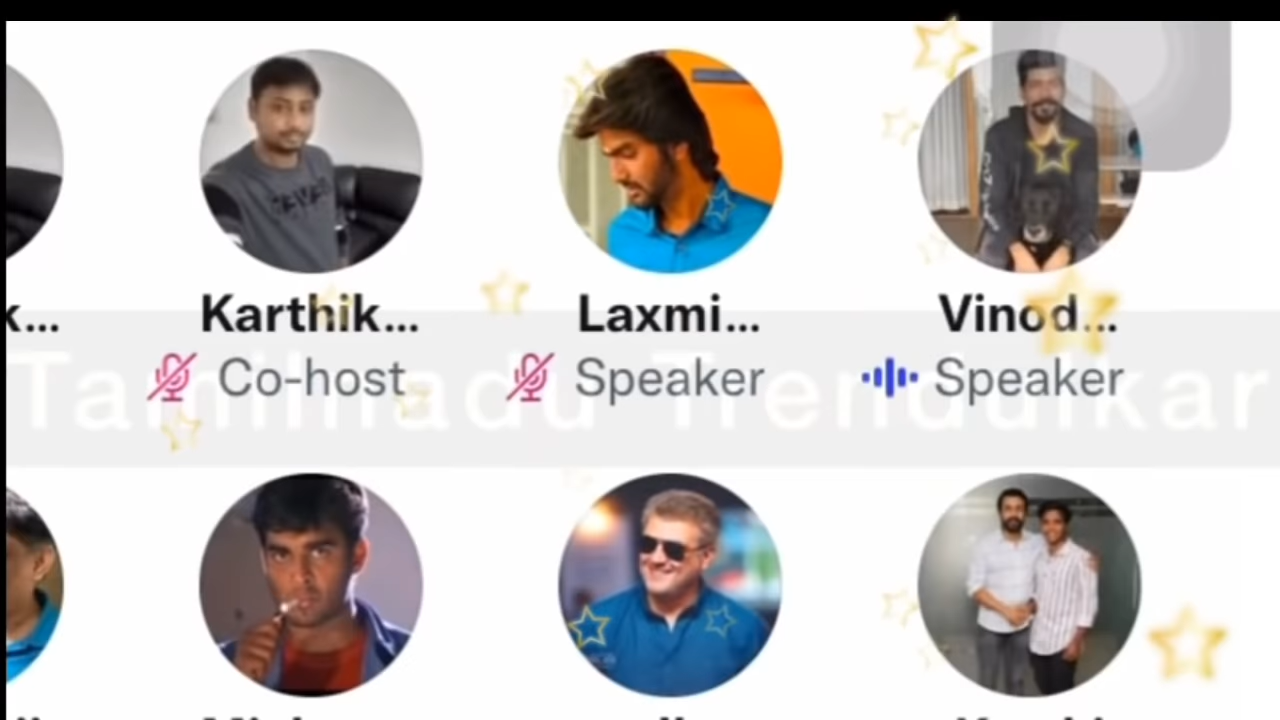 k... Karthik... Laxmi... Vinod...
Co-host Speaker Speaker
Tamilnadu Trendulkar